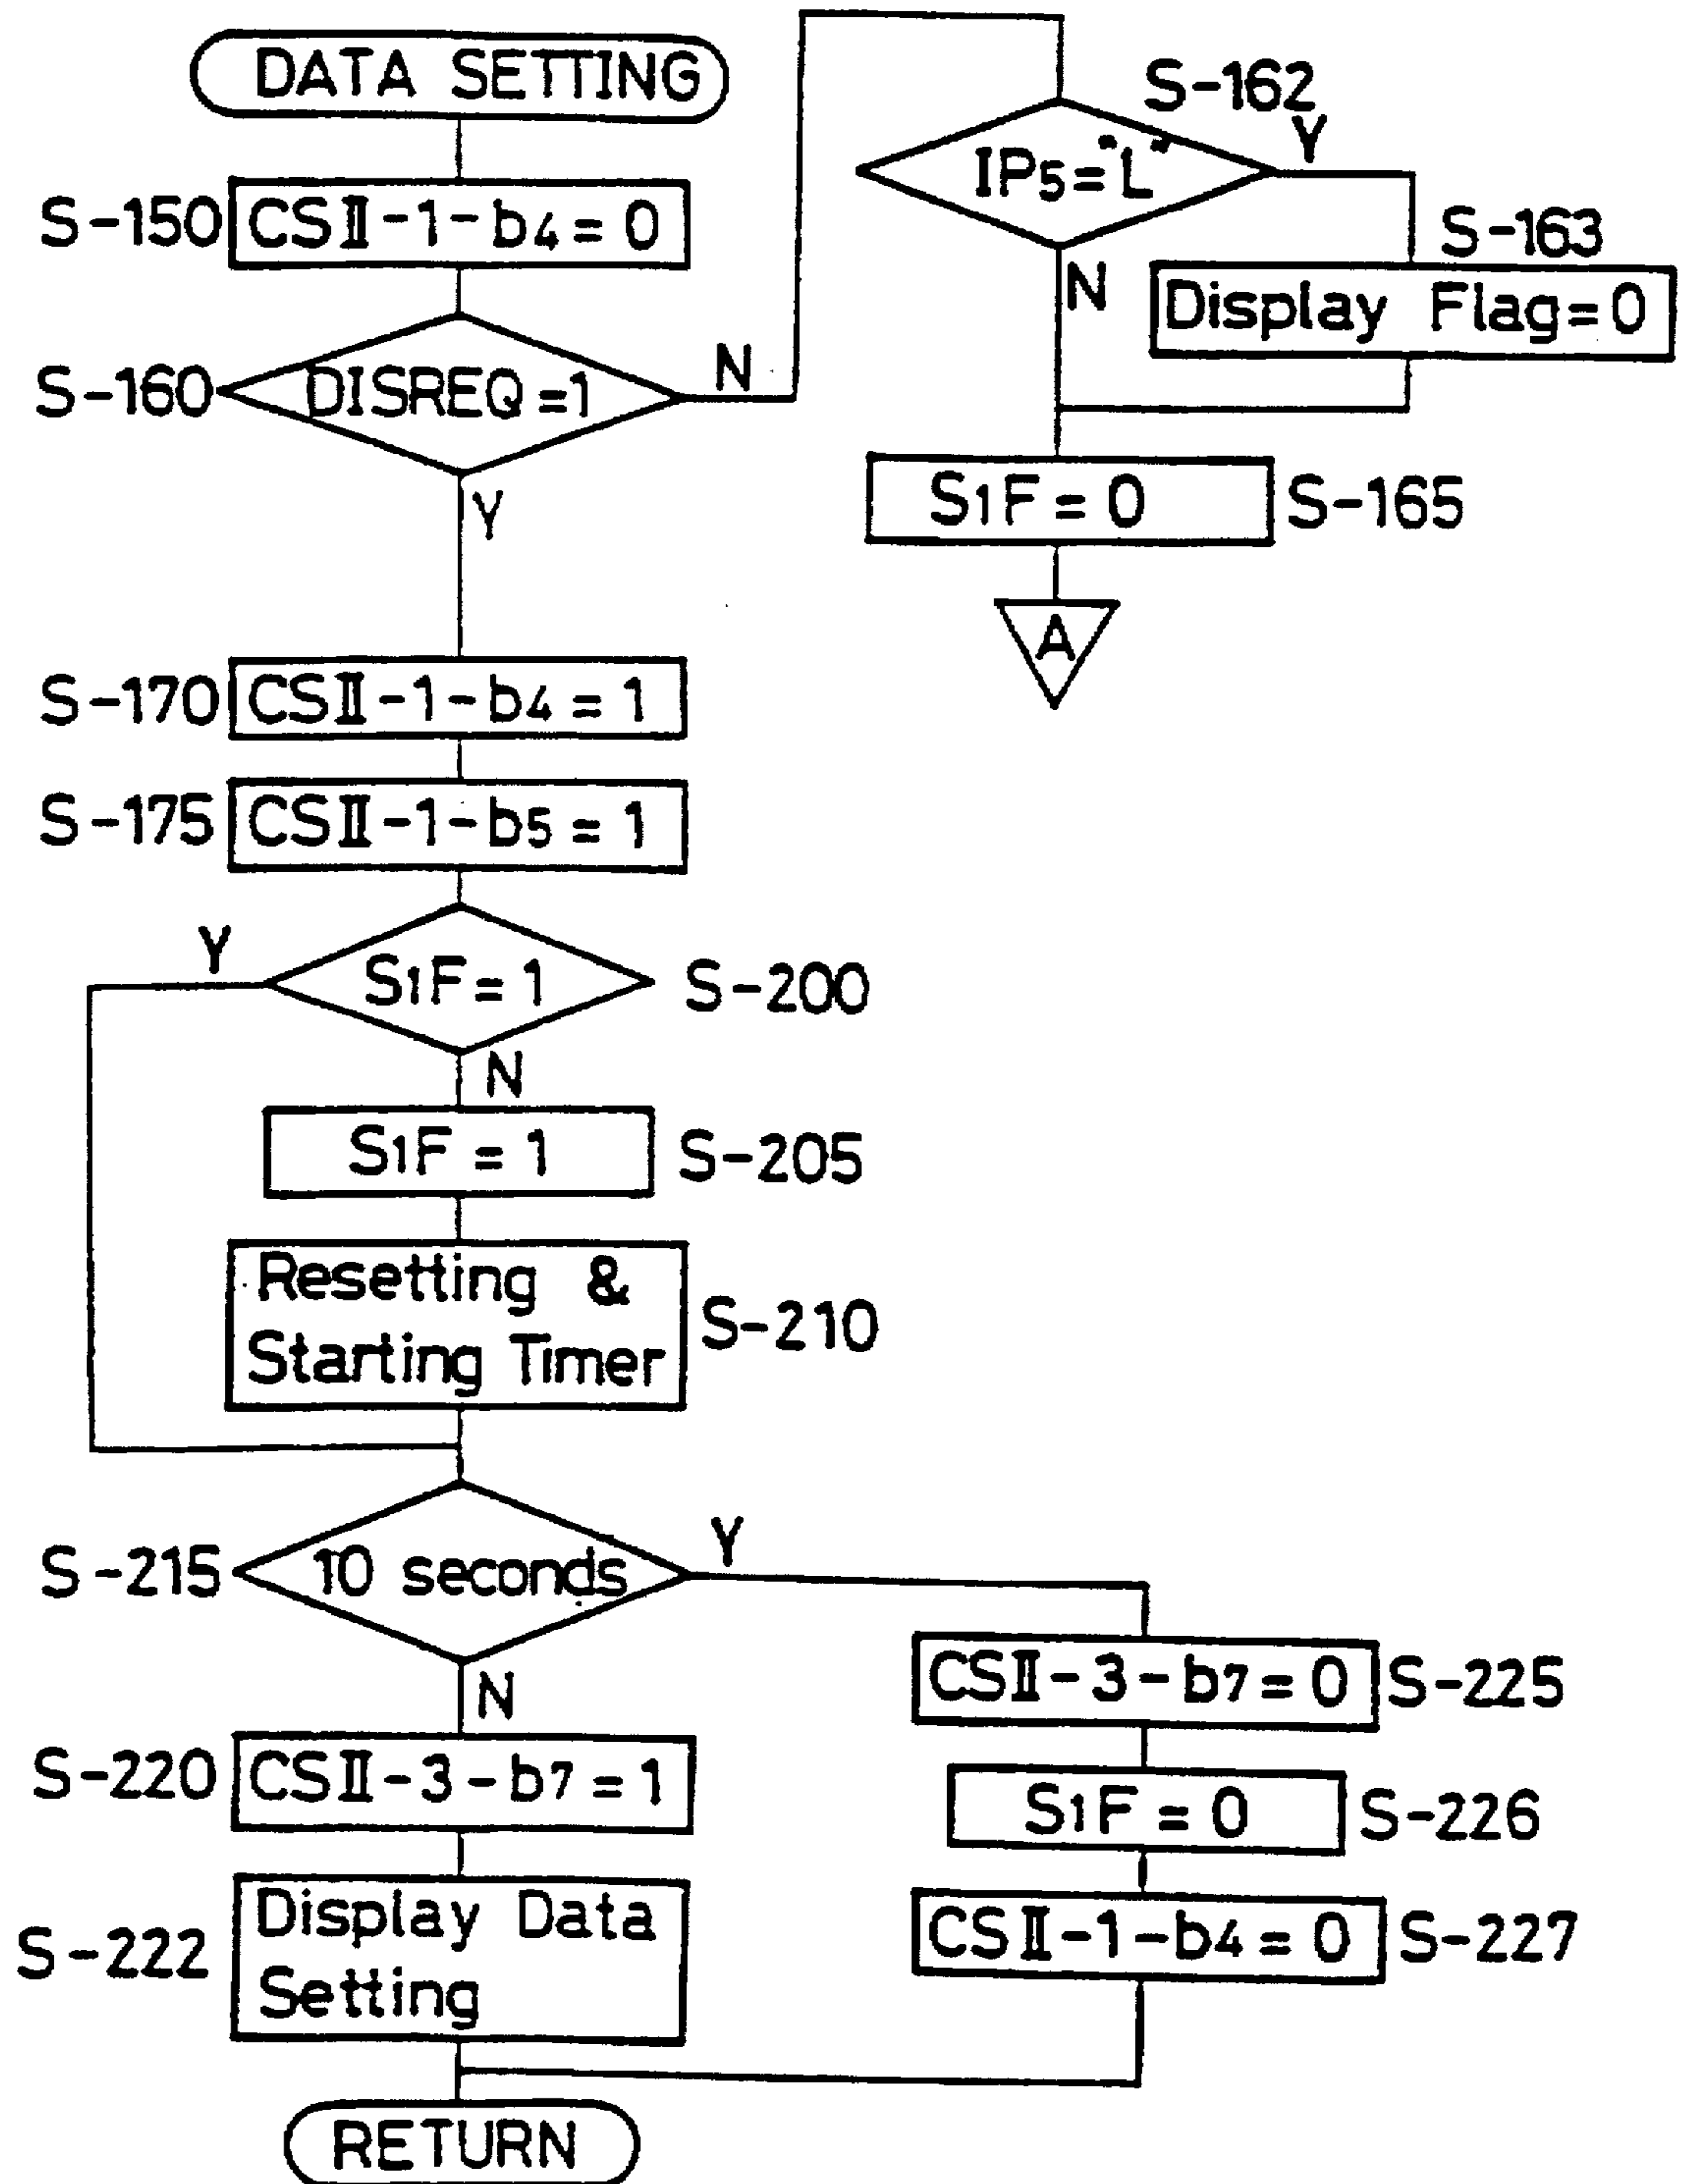 DATA SETTING
S-150
CSⅡ-1-b4=0
S-160
DISREQ=1
N
Y
S-162
IP5="L"
Y
N
S-163
Display Flag=0
S1F=0
S-165
A
S-170
CSⅡ-1-b4=1
S-175
CSⅡ-1-b5=1
Y
S1F=1
S-200
N
S1F=1
S-205
Resetting &
Starting Timer
S-210
S-215
10 seconds
Y
N
S-220
CSⅡ-3-b7=1
S-222
Display Data
Setting
CSⅡ-3-b7=0
S-225
S1F=0
S-226
CSⅡ-1-b4=0
S-227
RETURN